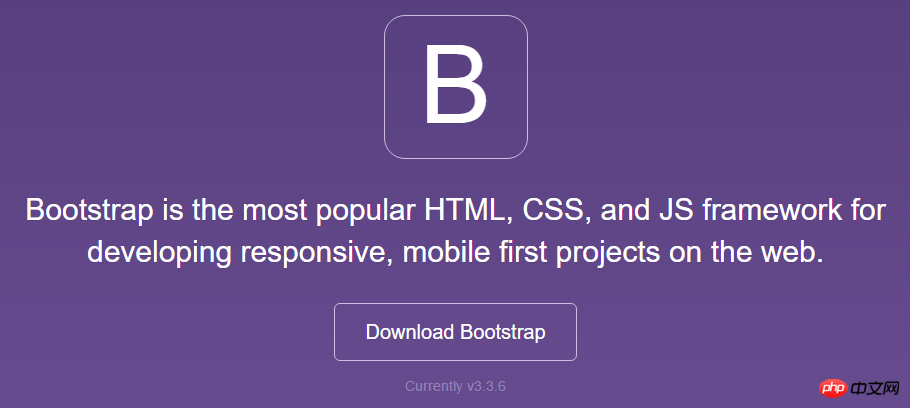 B
Bootstrap is the most popular HTML, CSS, and JS framework for
developing responsive, mobile first projects on the web.
Download Bootstrap
Currently v3.3.6
php 中文网